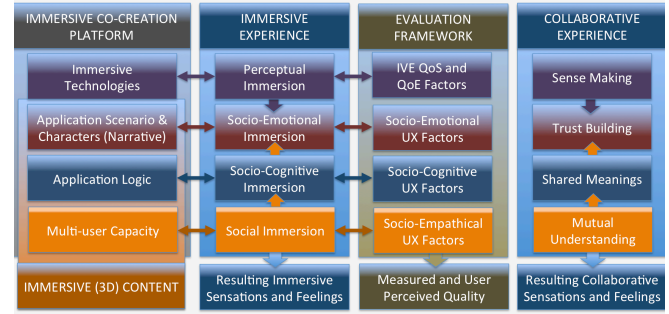 IMMERSIVE CO-CREATION
PLATFORM
IMMERSIVE
EXPERIENCE
EVALUATION
FRAMEWORK
COLLABORATIVE
EXPERIENCE
Immersive
Technologies
Perceptual
Immersion
IVE QoS and
QoE Factors
Sense Making
Application Scenario &
Characters (Narrative)
Socio-Emotional
Immersion
Socio-Emotional
UX Factors
Trust Building
Application Logic
Socio-Cognitive
Immersion
Socio-Cognitive
UX Factors
Shared Meanings
Multi-user Capacity
Social Immersion
Socio-Empathical
UX Factors
Mutual
Understanding
IMMERSIVE (3D) CONTENT
Resulting Immersive
Sensations and Feelings
Measured and User
Perceived Quality
Resulting Collaborative
Sensations and Feelings